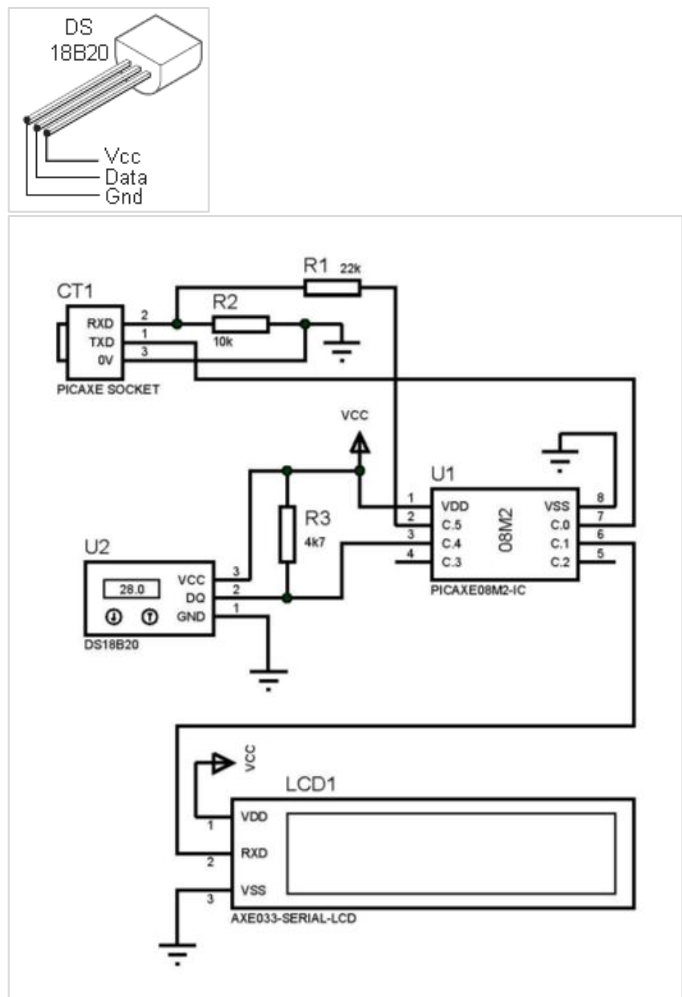 DS
18B20
Vcc
Data
Gnd
R1 22k
CT1
R2
10k
RXD 2
TXD 1
0V 3
PICAXE SOCKET
VCC
U1
1 VDD VSS 8
2 C.5 C.0 7
3 C.4 C.1 6
4 C.3 C.2 5
08M2
PICAXE08M2-IC
R3
4k7
U2
28.0
VCC 3
DQ 2
GND 1
DS18B20
VCC
LCD1
1 VDD
2 RXD
3 VSS
AXE033-SERIAL-LCD